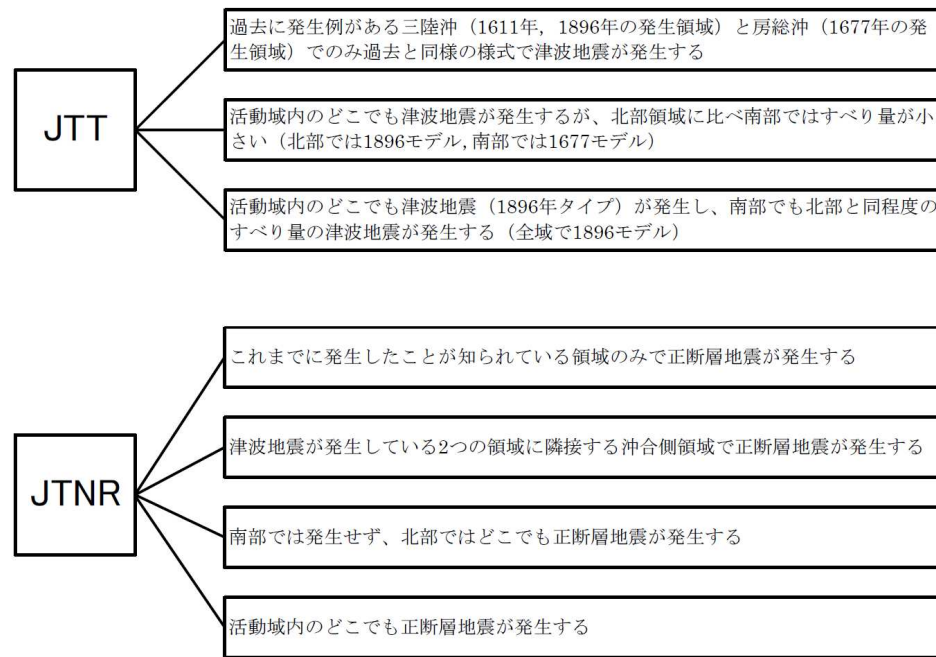 JTT
過去に発生例がある三陸沖（1611年，1896年の発生領域）と房総沖（1677年の発
生領域）でのみ過去と同様の様式で津波地震が発生する
活動域内のどこでも津波地震が発生するが、北部領域に比べ南部ではすべり量が小
さい（北部では1896モデル,南部では1677モデル）
活動域内のどこでも津波地震（1896年タイプ）が発生し、南部でも北部と同程度の
すべり量の津波地震が発生する（全域で1896モデル）
JTNR
これまでに発生したことが知られている領域のみで正断層地震が発生する
津波地震が発生している2つの領域に隣接する沖合側領域で正断層地震が発生する
南部では発生せず、北部ではどこでも正断層地震が発生する
活動域内のどこでも正断層地震が発生する